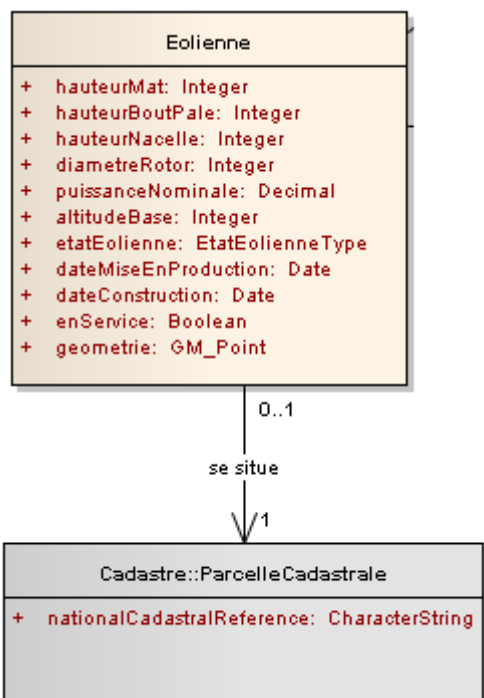 Eolienne
+ hauteurMat: Integer
+ hauteurBoutPale: Integer
+ hauteurNacelle: Integer
+ diametreRotor: Integer
+ puissanceNominale: Decimal
+ altitudeBase: Integer
+ etatEolienne: EtatEolienneType
+ dateMiseEnProduction: Date
+ dateConstruction: Date
+ enService: Boolean
+ geometrie: GM_Point
0..1
se situe
1
Cadastre::ParcelleCadastrale
+ nationalCadastralReference: CharacterString